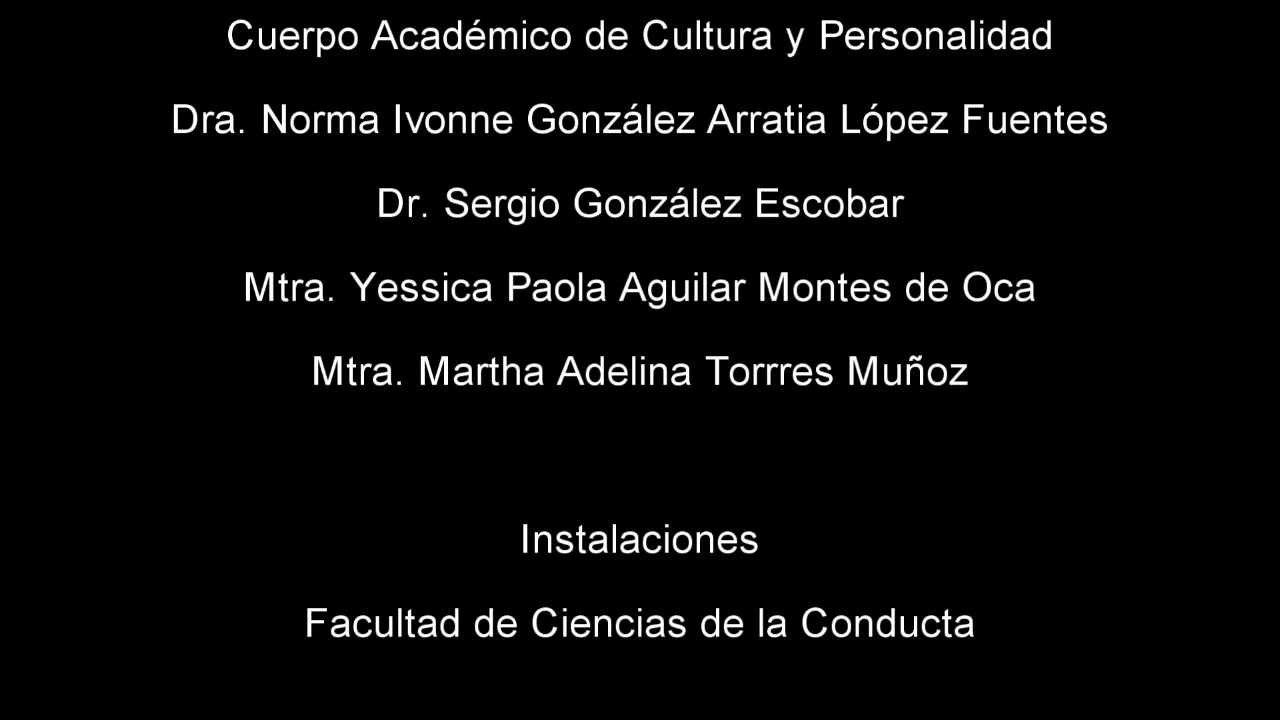 Cuerpo Académico de Cultura y Personalidad
Dra. Norma Ivonne González Arratia López Fuentes
Dr. Sergio González Escobar
Mtra. Yessica Paola Aguilar Montes de Oca
Mtra. Martha Adelina Torrres Muñoz
Instalaciones
Facultad de Ciencias de la Conducta